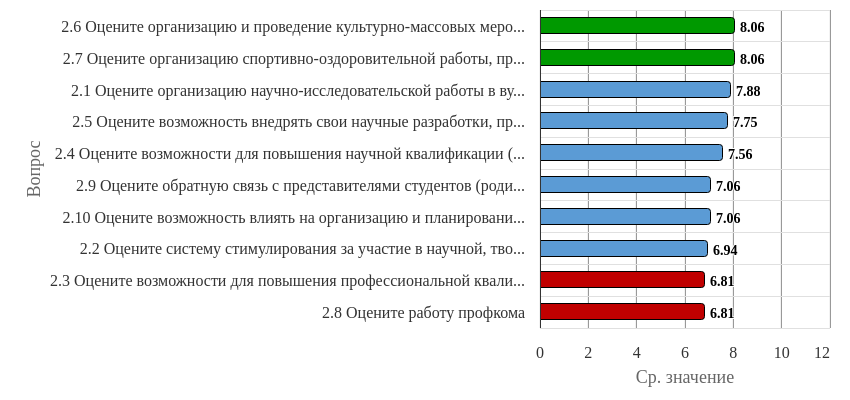 2.6 Оцените организацию и проведение культурно-массовых меро... 8.06
2.7 Оцените организацию спортивно-оздоровительной работы, пр... 8.06
2.1 Оцените организацию научно-исследовательской работы в ву... 7.88
2.5 Оцените возможность внедрять свои научные разработки, пр... 7.75
2.4 Оцените возможности для повышения научной квалификации (... 7.56
2.9 Оцените обратную связь с представителями студентов (роди... 7.06
2.10 Оцените возможность влиять на организацию и планировани... 7.06
2.2 Оцените систему стимулирования за участие в научной, тво... 6.94
2.3 Оцените возможности для повышения профессиональной квали... 6.81
2.8 Оцените работу профкома 6.81
Вопрос
0 2 4 6 8 10 12
Ср. значение